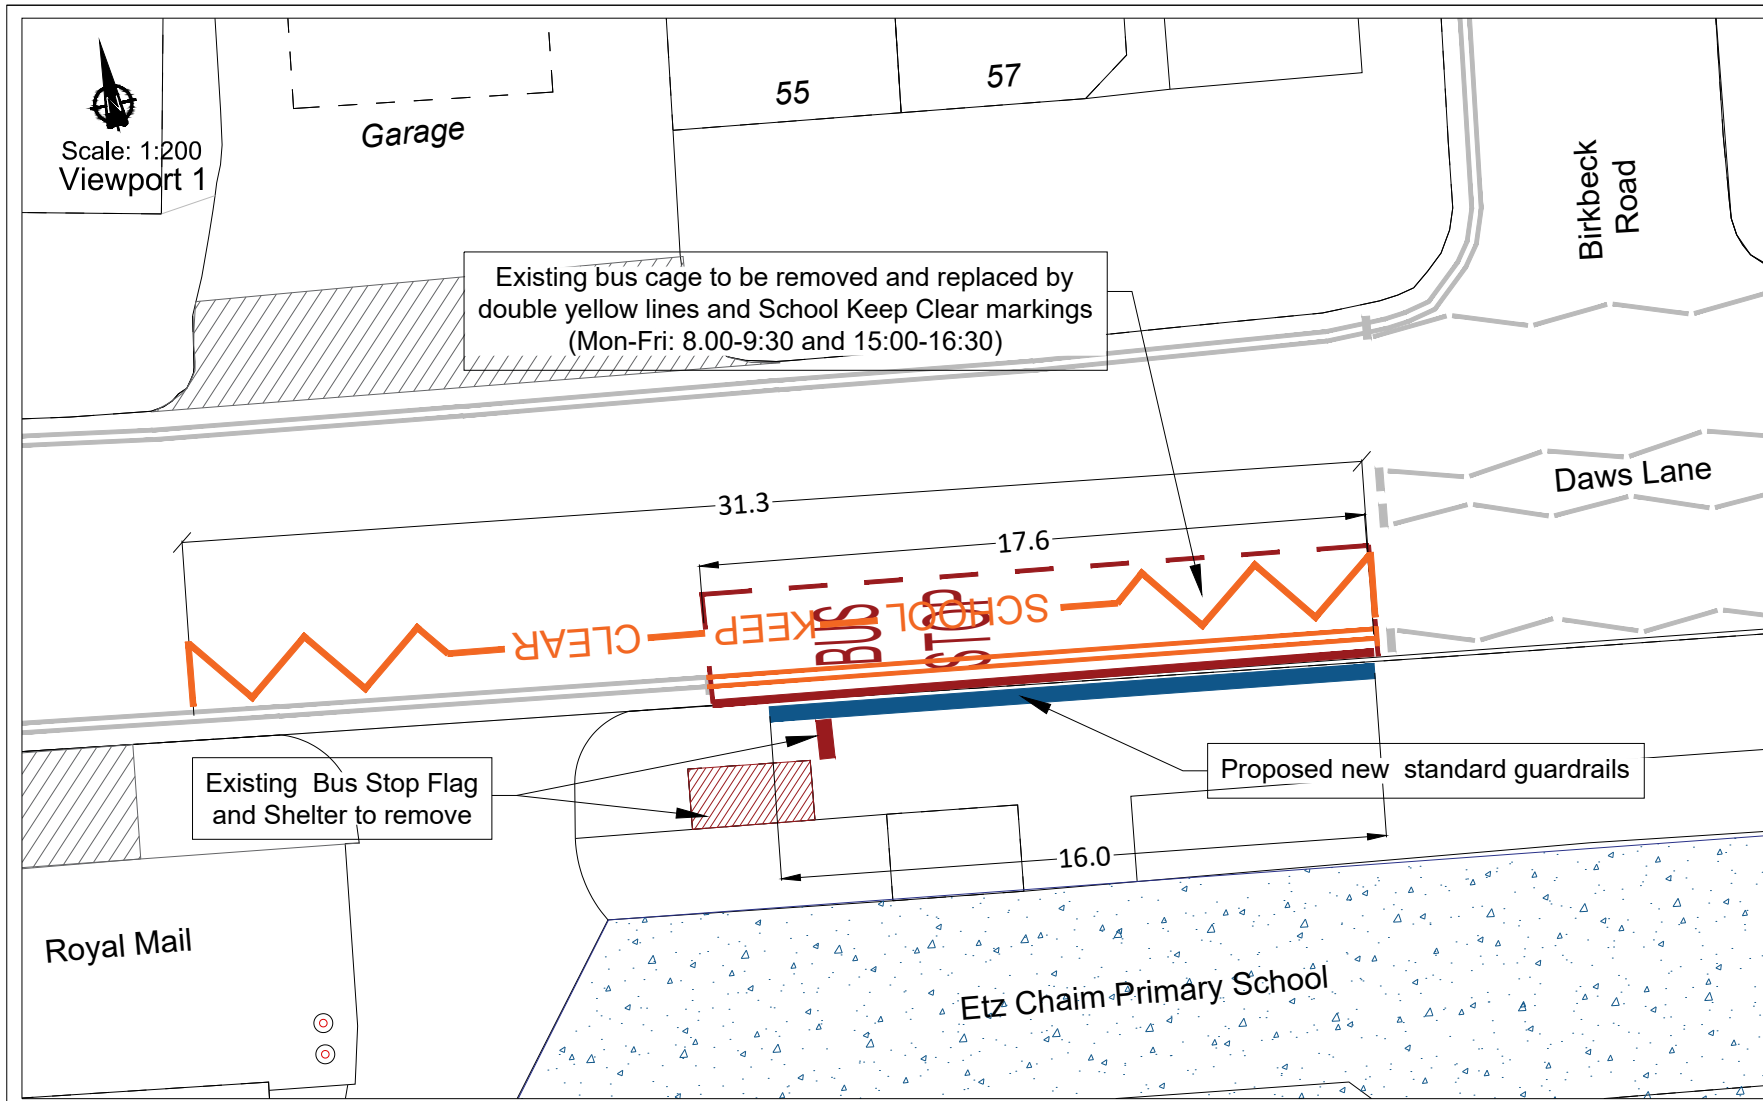 N
Scale: 1:200
Viewport 1
Garage
55
57
Birkbeck
Road
Existing bus cage to be removed and replaced by
double yellow lines and School Keep Clear markings
(Mon-Fri: 8.00-9:30 and 15:00-16:30)
Daws Lane
31.3
17.6
SCHOOL KEEP CLEAR
BUS
STOP
Existing Bus Stop Flag
and Shelter to remove
Proposed new standard guardrails
16.0
Royal Mail
Etz Chaim Primary School